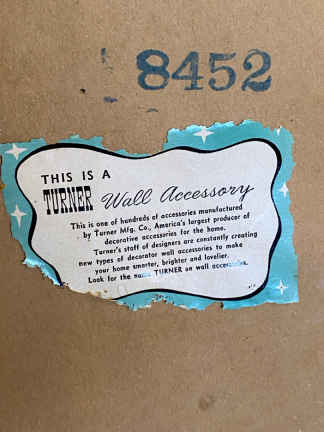 8452
THIS IS A
TURNER Wall Accessory
This is one of hundreds of accessories manufactured
by Turner Mfg. Co., America's largest producer of
decorative accessories for the home.
Turner's staff of designers are constantly creating
new types of decorator wall accessories to make
your home smarter, brighter and lovelier.
Look for the name TURNER on wall accessories.